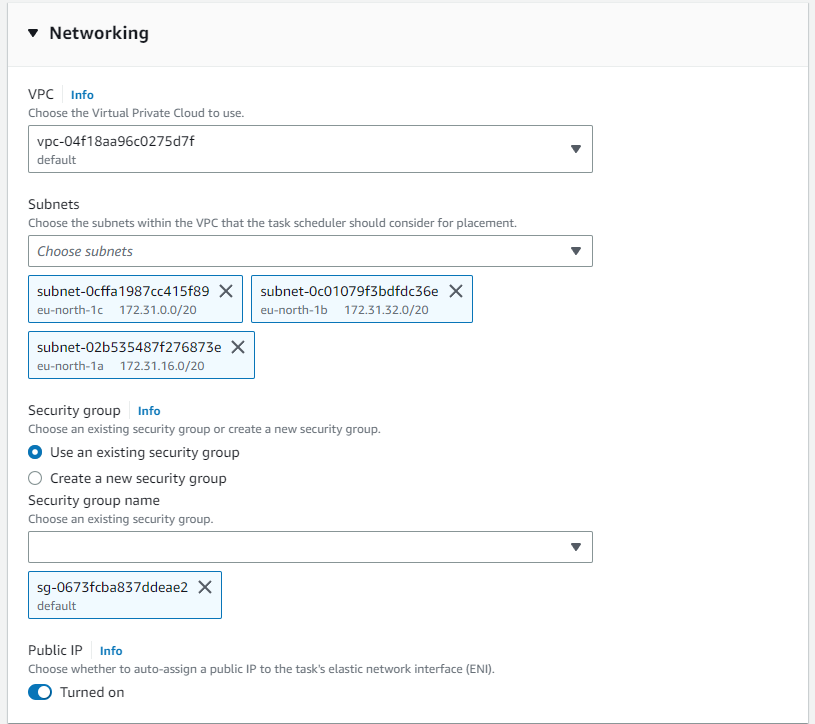 Networking
VPC Info
Choose the Virtual Private Cloud to use.
vpc-04f18aa96c0275d7f
default
Subnets
Choose the subnets within the VPC that the task scheduler should consider for placement.
Choose subnets
subnet-0cffa1987cc415f89 subnet-0c01079f3bdfdc36e
eu-north-1c 172.31.0.0/20 eu-north-1b 172.31.32.0/20
subnet-02b535487f276873e
eu-north-1a 172.31.16.0/20
Security group Info
Choose an existing security group or create a new security group.
Use an existing security group
Create a new security group
Security group name
Choose an existing security group.
sg-0673fcba837ddeae2
default
Public IP Info
Choose whether to auto-assign a public IP to the task's elastic network interface (ENI).
Turned on